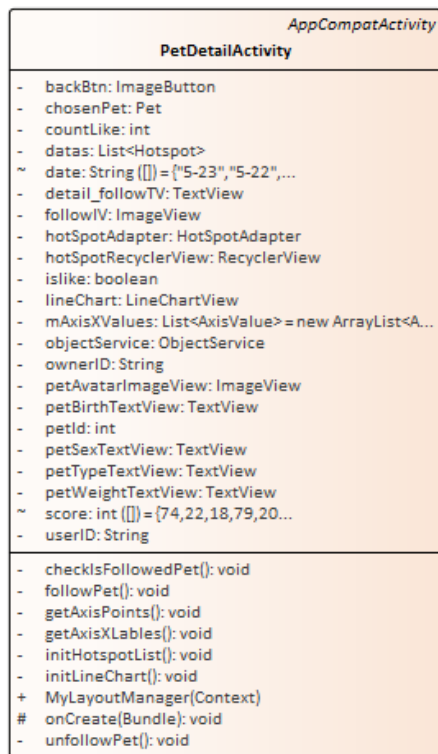 AppCompatActivity
PetDetailActivity
- backBtn: ImageButton
- chosenPet: Pet
- countLike: int
- datas: List<Hotspot>
~ date: String ([]) = {"5-23","5-22",...
- detail_followTV: TextView
- followIV: ImageView
- hotSpotAdapter: HotSpotAdapter
- hotSpotRecyclerView: RecyclerView
- islike: boolean
- lineChart: LineChartView
- mAxisXValues: List<AxisValue> = new ArrayList<A...
- objectService: ObjectService
- ownerID: String
- petAvatarImageView: ImageView
- petBirthTextView: TextView
- petId: int
- petSexTextView: TextView
- petTypeTextView: TextView
- petWeightTextView: TextView
~ score: int ([]) = {74,22,18,79,20...
- userID: String
- checkIsFollowedPet(): void
- followPet(): void
- getAxisPoints(): void
- getAxisXLables(): void
- initHotspotList(): void
- initLineChart(): void
+ MyLayoutManager(Context)
# onCreate(Bundle): void
- unfollowPet(): void